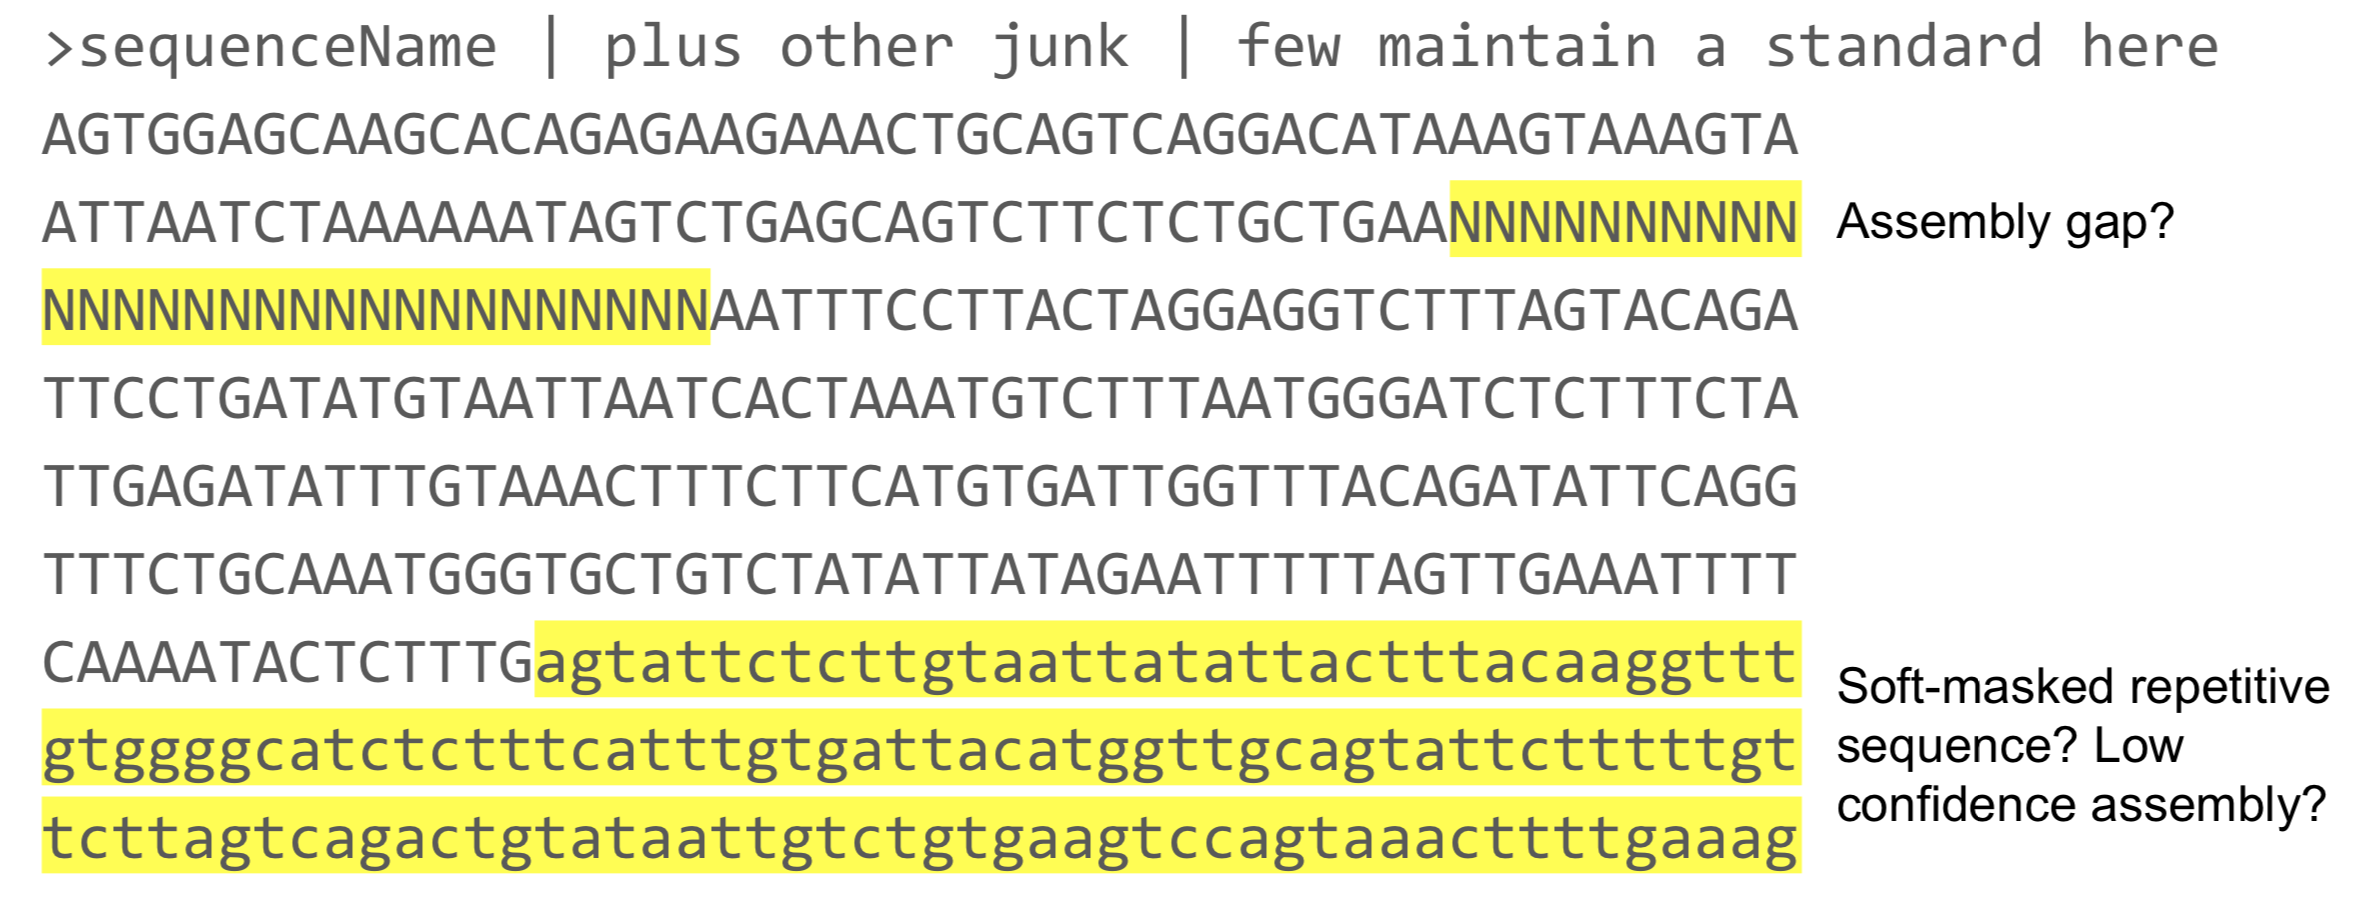 >sequenceName | plus other junk | few maintain a standard here
AGTGGAGCAAGCACAGAGAAGAAACTGCAGTCAGGACATAAAGTAAAGTA
ATTAATCTAAAAAATAGTCTGAGCAGTCTTCTCTGCTGAANNNNNNNNNN
Assembly gap?
NNNNNNNNNNNNNNNNNNNAATTTCCTTACTAGGAGGTCTTTAGTACAGA
TTCCTGATATGTAATTAATCACTAAATGTCTTTAATGGGATCTCTTTCTA
TTGAGATATTTGTAAACTTTCTTCATGTGATTGGTTTACAGATATTCAGG
TTTCTGCAAATGGGTGCTGTCTATATTATAGAATTTTTAGTTGAAATTTT
CAAAATACTCTTTGagtattctcttgtaattatattactttacaaggttt
gtggggcatctctttcatttgtgattacatggttgcagtattctttttgt
tcttagtcagactgtataattgtctgtgaagtccagtaaacttttgaaag
Soft-masked repetitive
sequence? Low
confidence assembly?